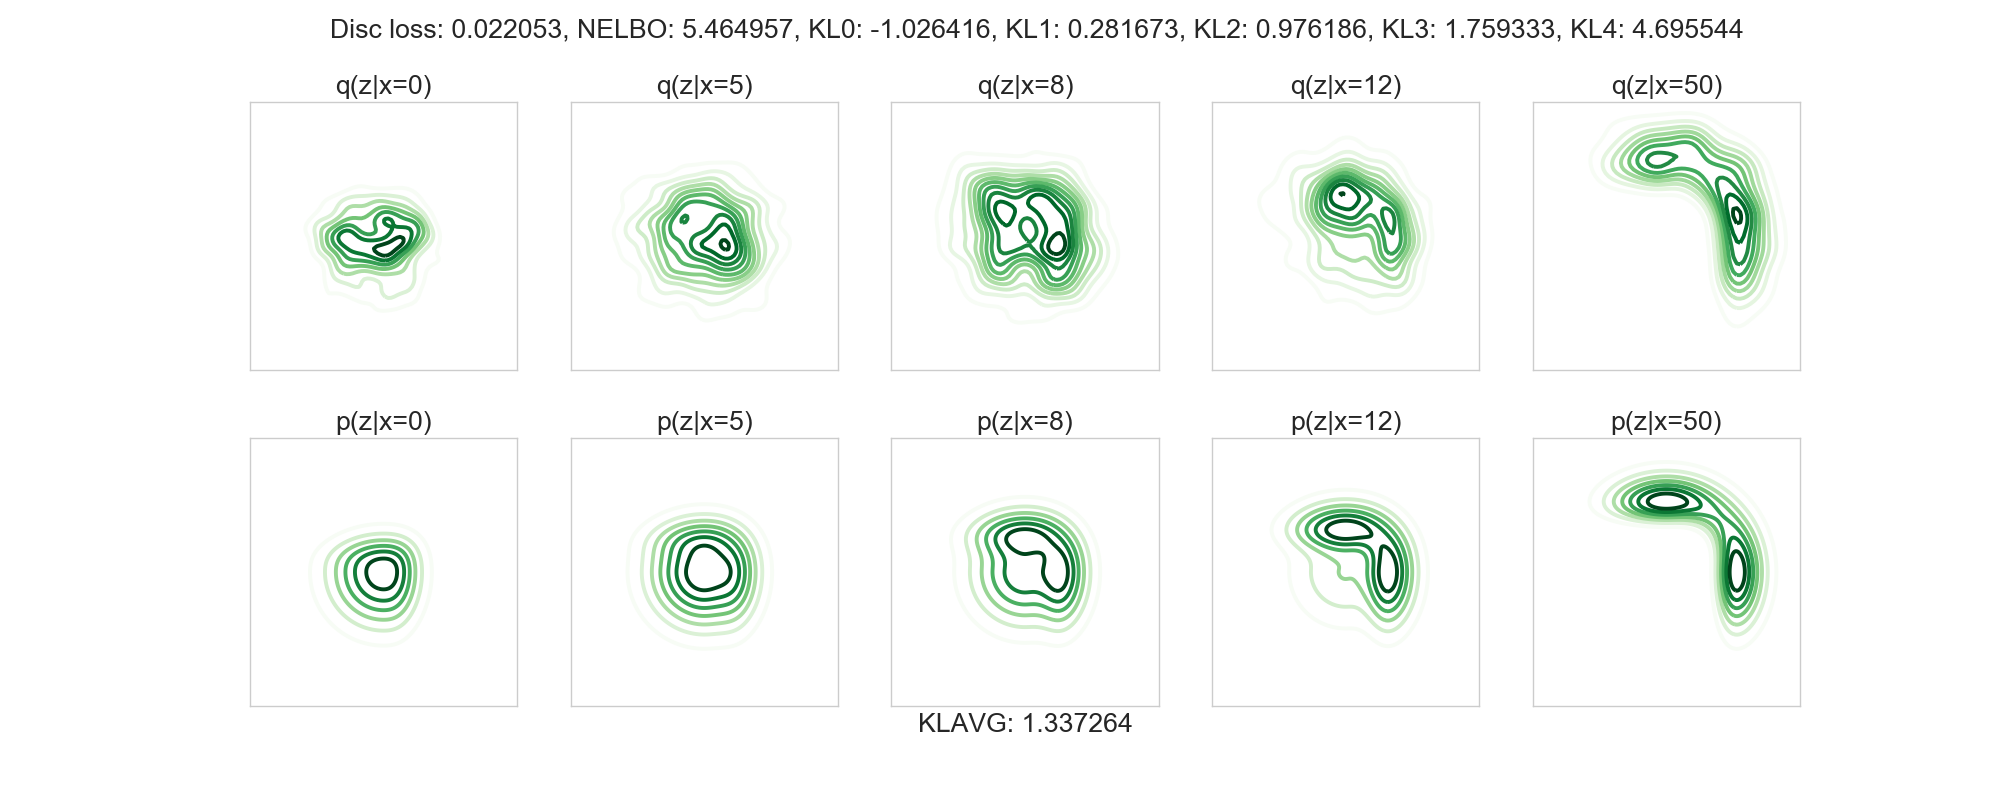 Disc loss: 0.022053, NELBO: 5.464957, KL0: -1.026416, KL1: 0.281673, KL2: 0.976186, KL3: 1.759333, KL4: 4.695544
q(z|x=0) q(z|x=5) q(z|x=8) q(z|x=12) q(z|x=50)
p(z|x=0) p(z|x=5) p(z|x=8) p(z|x=12) p(z|x=50)
KLAVG: 1.337264